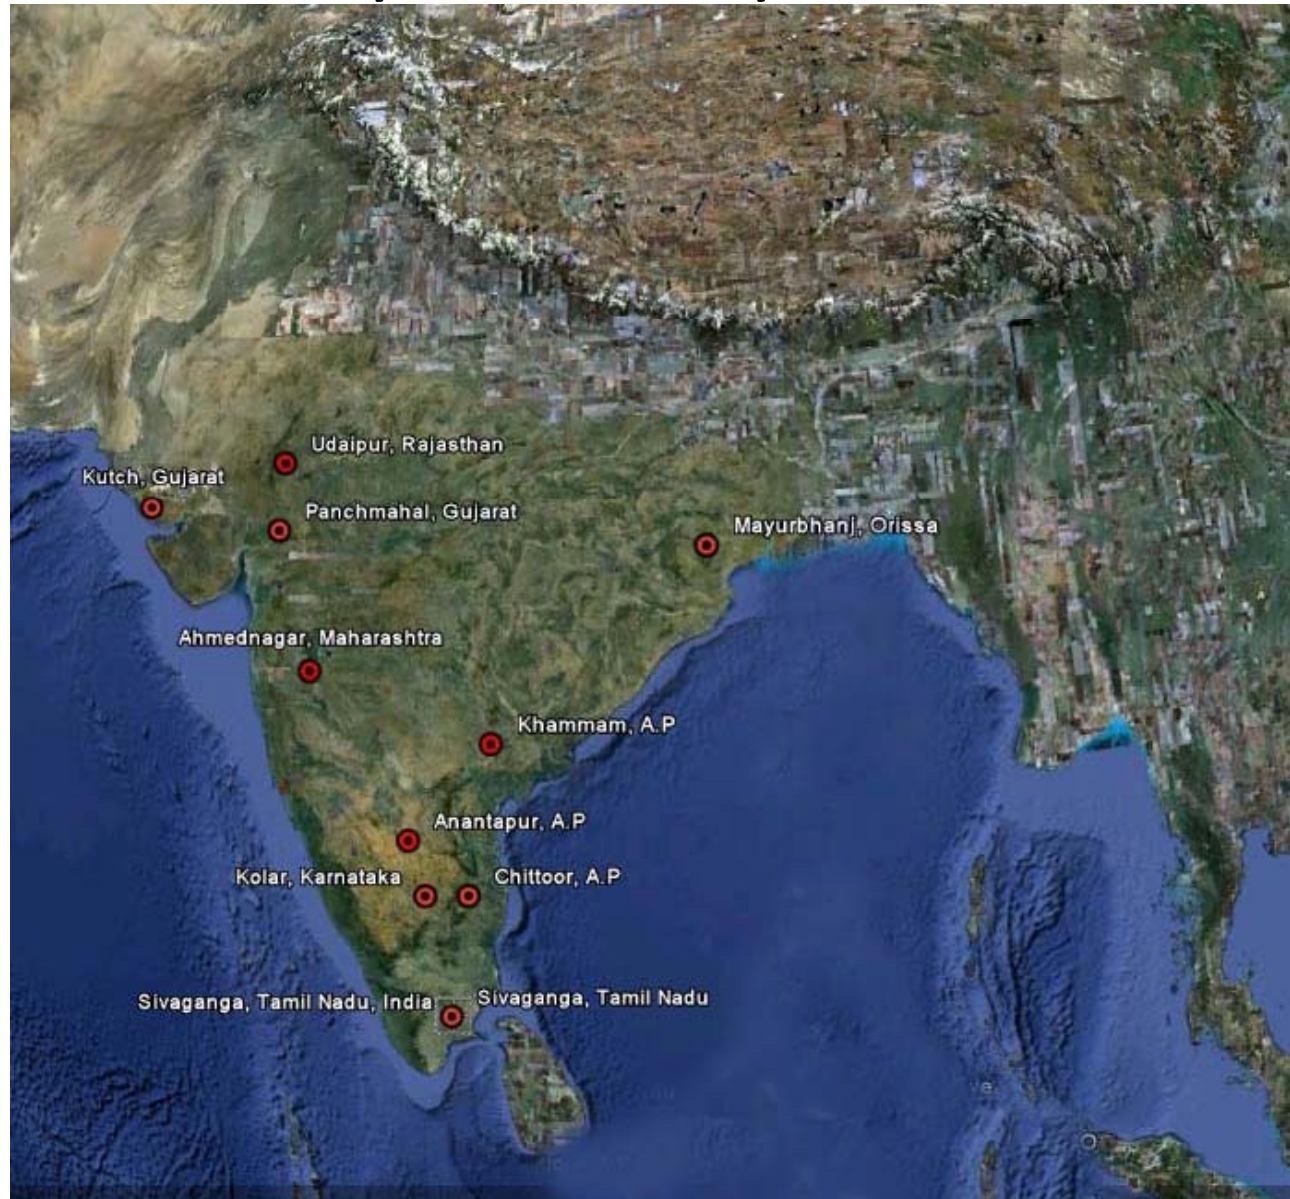 Udaipur, Rajasthan
Kutch, Gujarat
Panchmahal, Gujarat
Mayurbhanj, Orissa
Ahmednagar, Maharashtra
Khammam, A.P
Anantapur, A.P
Kolar, Karnataka
Chittoor, A.P
Sivaganga, Tamil Nadu, India
Sivaganga, Tamil Nadu